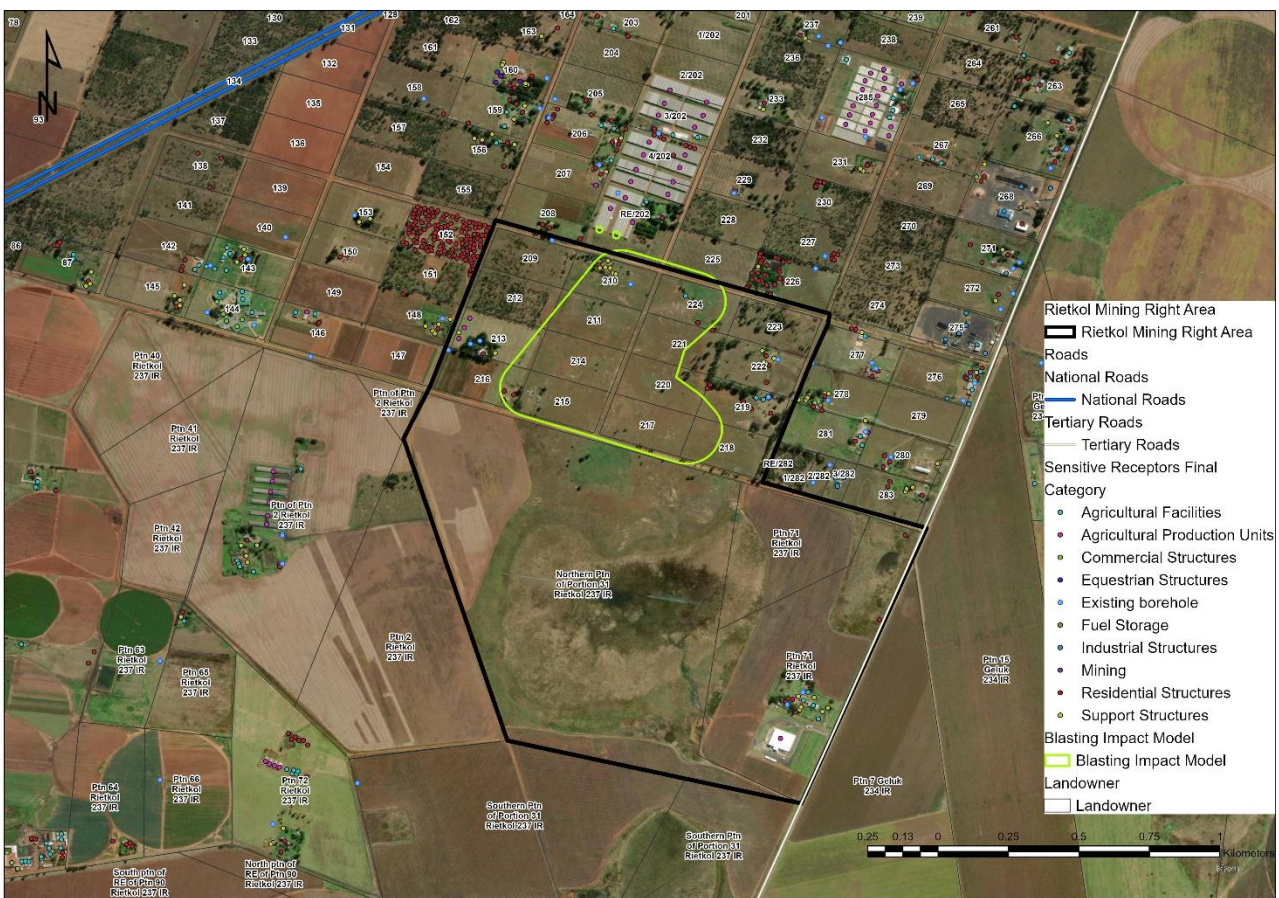 78
130
131
128
162
163
164
203
201
237
239
261
133
132
161
204
1/202
236
238
264
134
160
2/202
263
135
158
159
205
233
285
265
93
137
3/202
266
136
157
156
206
232
267
138
154
207
4/202
231
139
155
229
269
268
141
153
208
RE/202
230
140
152
228
270
86
142
150
227
271
87
143
209
225
273
151
226
145
149
210
272
212
224
274
144
148
275
146
211
223
213
221
277
147
214
222
276
216
220
Ptn 40
Rietkol
237 IR
Ptn of Ptn
2 Rietkol
237 IR
215
219
278
279
217
281
Ptn 41
Rietkol
237 IR
218
280
RE/282
1/282
2/282
3/282
283
Ptn of Ptn
2 Rietkol
237 IR
Ptn 42
Rietkol
237 IR
Ptn 71
Rietkol
237 IR
Northern Ptn
of Portion 31
Rietkol 237 IR
Ptn 2
Rietkol
237 IR
Ptn 63
Rietkol
237 IR
Ptn 65
Rietkol
237 IR
Ptn 71
Rietkol
237 IR
Ptn 15
Geluk
234 IR
Ptn 64
Rietkol
237 IR
Ptn 66
Rietkol
237 IR
Ptn 72
Rietkol
237 IR
Ptn 7 Geluk
234 IR
Southern Ptn
of Portion 31
Rietkol 237 IR
Southern Ptn
of Portion 31
Rietkol 237 IR
South ptn of
RE of Ptn 90
Rietkol 237 IR
North ptn of
RE of Ptn 90
Rietkol 237 IR
N
Rietkol Mining Right Area
Rietkol Mining Right Area
Roads
National Roads
National Roads
Tertiary Roads
Tertiary Roads
Sensitive Receptors Final
Category
Agricultural Facilities
Agricultural Production Units
Commercial Structures
Equestrian Structures
Existing borehole
Fuel Storage
Industrial Structures
Mining
Residential Structures
Support Structures
Blasting Impact Model
Blasting Impact Model
Landowner
Landowner
0.25 0.13 0 0.25 0.5 0.75 1
Kilometers